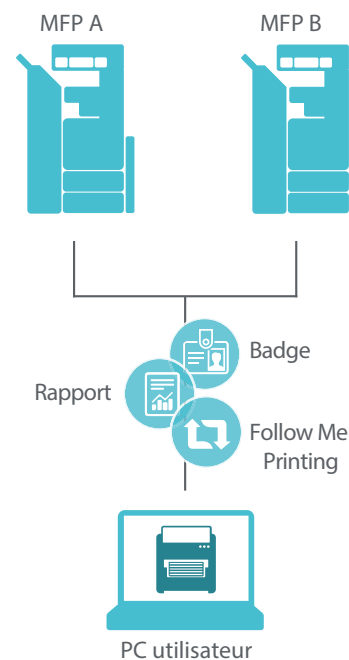 MFP A
MFP B
Badge
Rapport
Follow Me
Printing
PC utilisateur